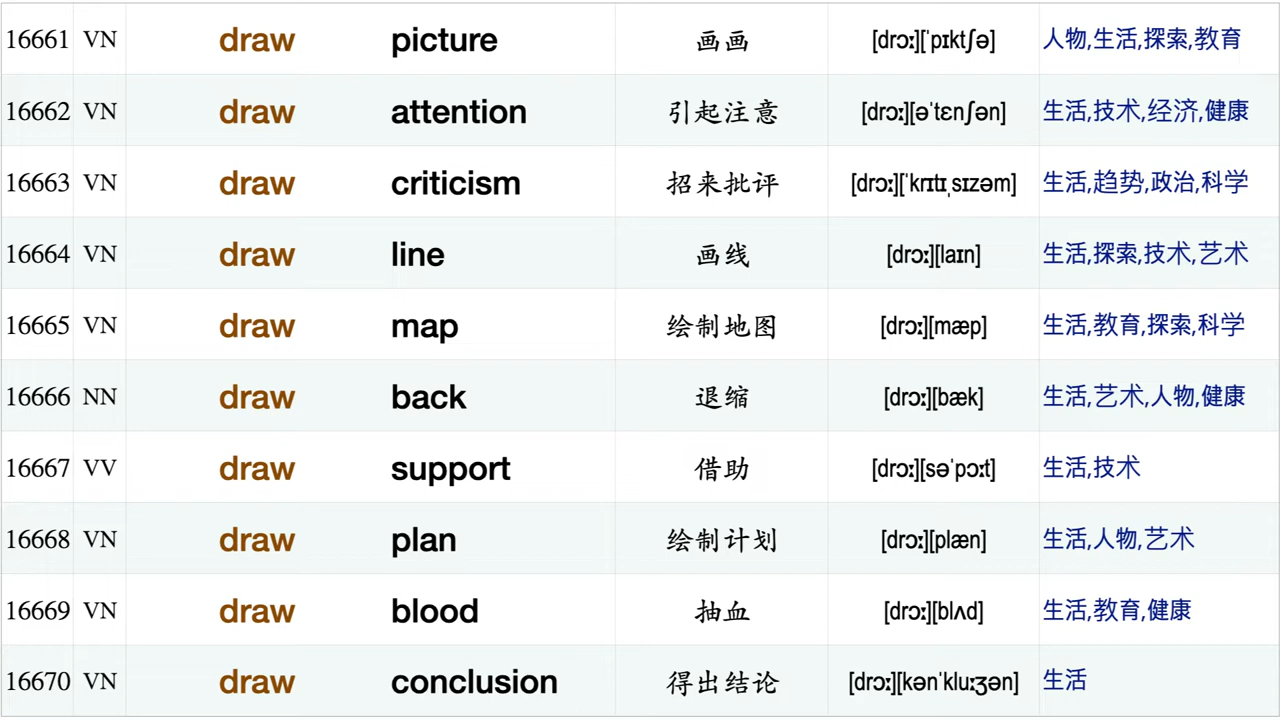 16661 VN draw picture 画画 [drɔː][ˈpɪktʃə] 人物,生活,探索,教育
16662 VN draw attention 引起注意 [drɔː][əˈtɛnʃən] 生活,技术,经济,健康
16663 VN draw criticism 招来批评 [drɔː][ˈkrɪtɪˌsɪzəm] 生活,趋势,政治,科学
16664 VN draw line 画线 [drɔː][laɪn] 生活,探索,技术,艺术
16665 VN draw map 绘制地图 [drɔː][mæp] 生活,教育,探索,科学
16666 NN draw back 退缩 [drɔː][bæk] 生活,艺术,人物,健康
16667 VV draw support 借助 [drɔː][səˈpɔːt] 生活,技术
16668 VN draw plan 绘制计划 [drɔː][plæn] 生活,人物,艺术
16669 VN draw blood 抽血 [drɔː][blʌd] 生活,教育,健康
16670 VN draw conclusion 得出结论 [drɔː][kənˈkluːʒən] 生活